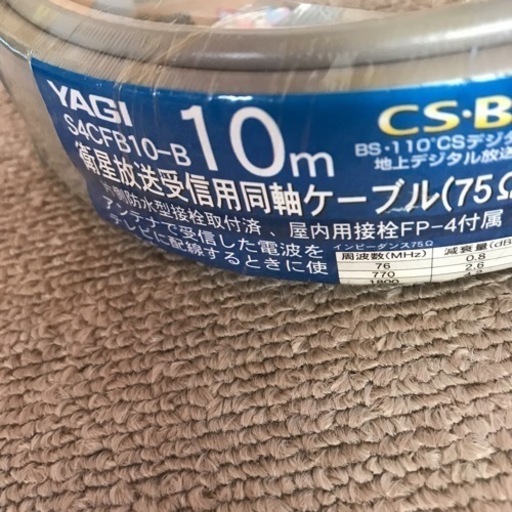 YAGI
S4CFB10-B
10m
CS・B
BS・110°CSデジタ
地上デジタル放送
衛星放送受信用同軸ケーブル(75Ω
防水型接栓取付済、屋内用接栓FP-4付属
アンテナで受信した電波を
テレビに配線するときに使
インピーダンス75Ω
周波数(MHz) 減衰量(dB
76 0.8
770 2.6
1800